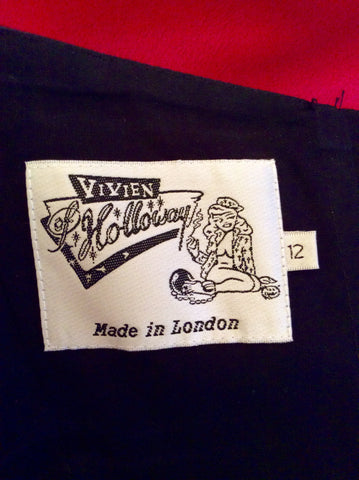 VIVIEN
of Holloway
12
Made in London